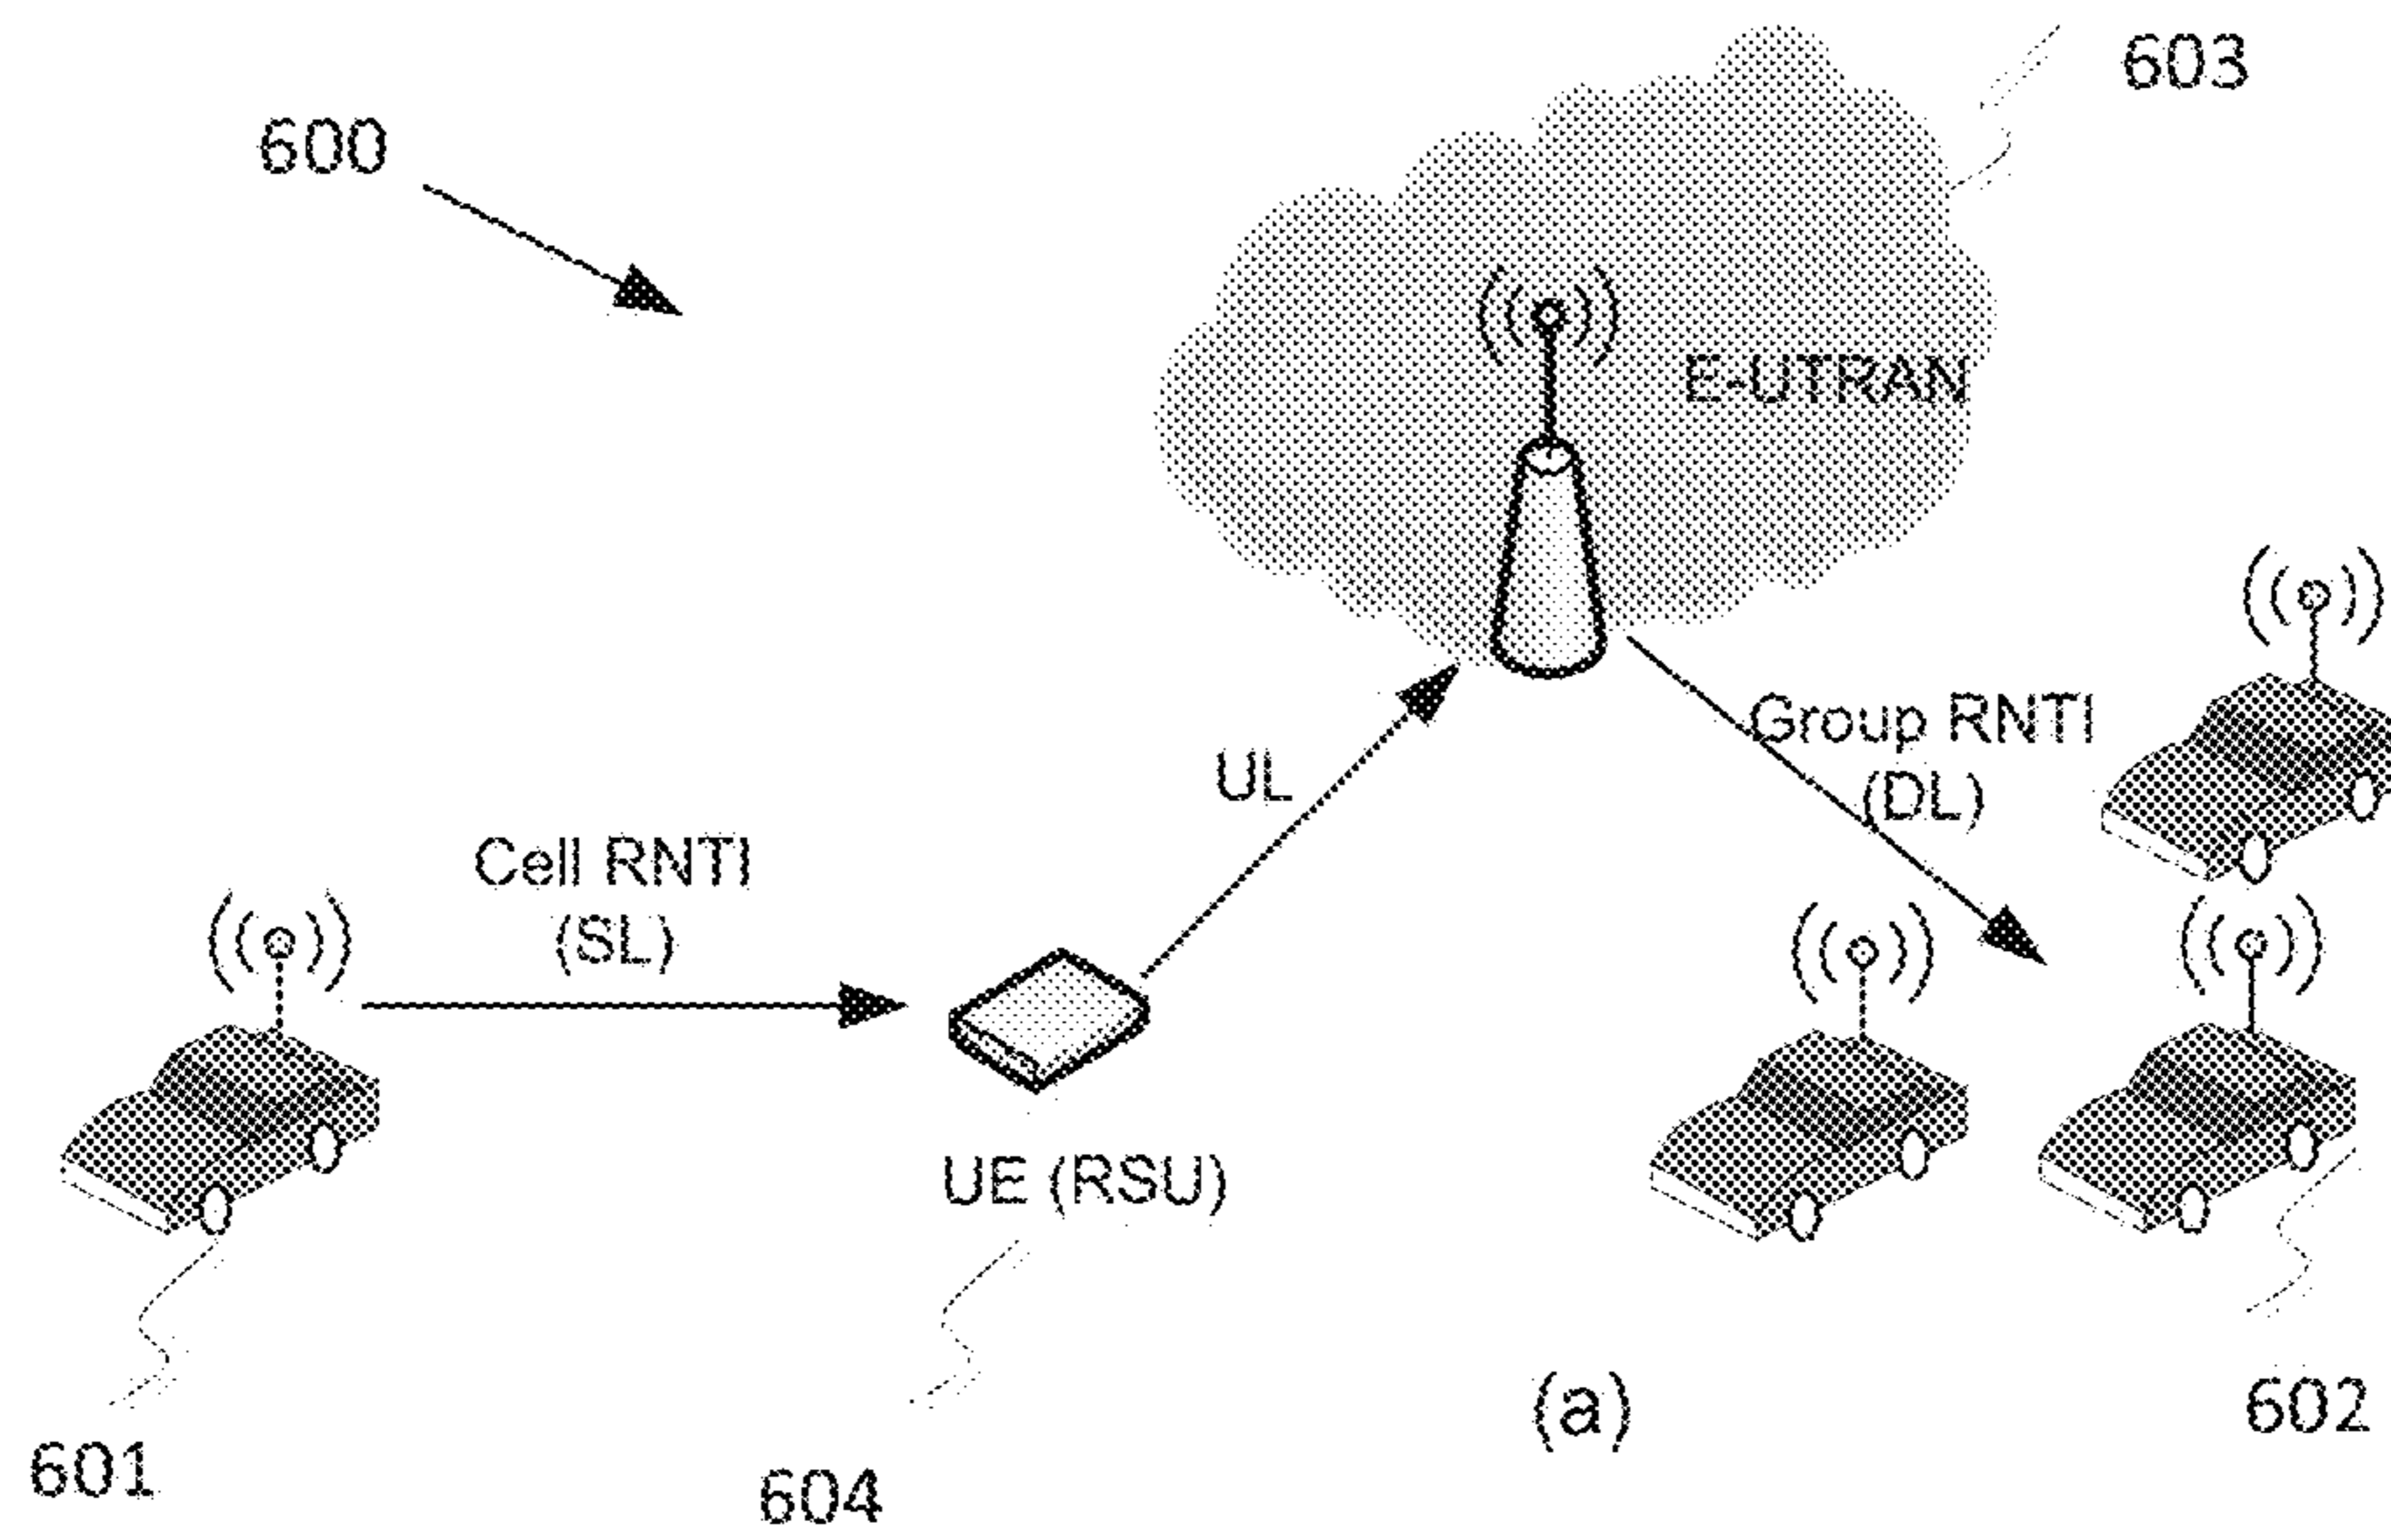 603
600
E-UTRAN
Group RNTI
(DL)
UL
Cell RNTI
(SL)
UE (RSU)
(a)
602
601
604